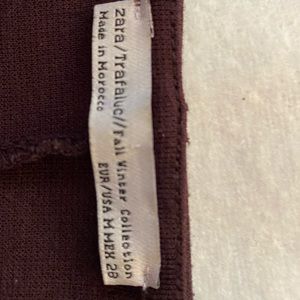 Zara/Trafaluc//Fall Winter Collection
Made in Morocco
EUR/USA M MEX 28